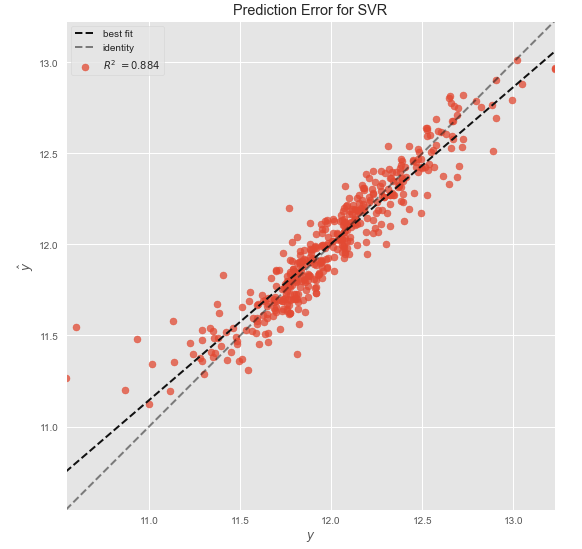 Prediction Error for SVR
best fit
identity
R² = 0.884
13.0
12.5
12.0
11.5
11.0
ŷ
11.0 11.5 12.0 12.5 13.0
y